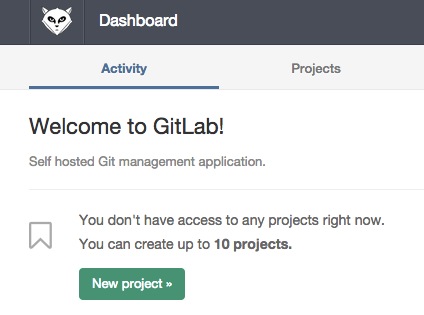 Dashboard
Activity Projects
Welcome to GitLab!
Self hosted Git management application.
You don't have access to any projects right now.
You can create up to 10 projects.
New project »